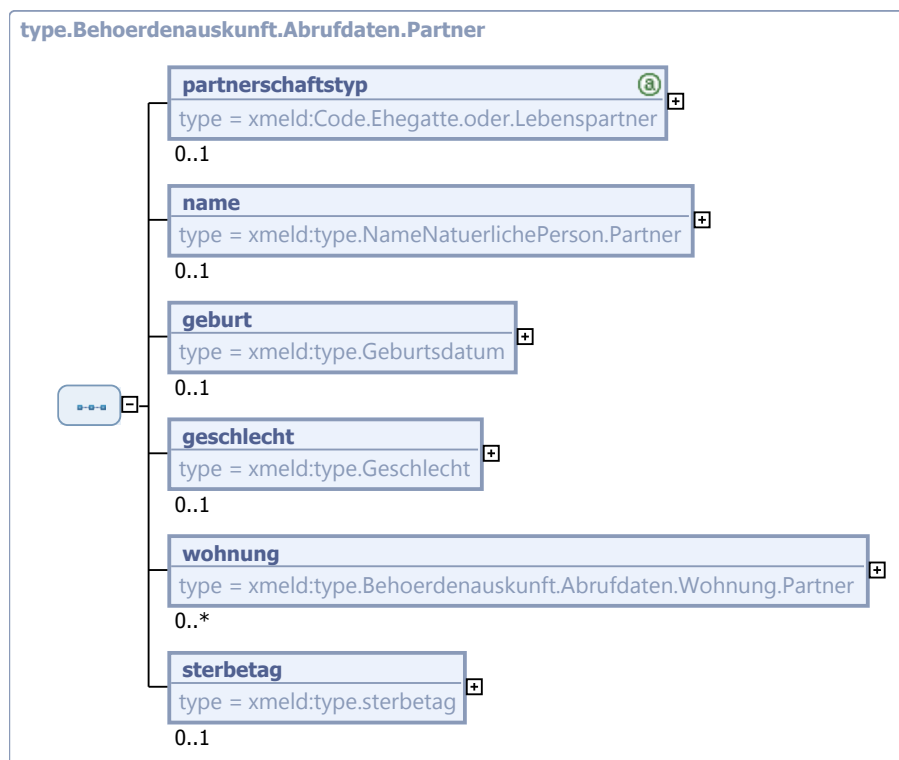 type.Behoerdenauskunft.Abrufdaten.Partner
partnerschaftstyp
a
type = xmeld:Code.Ehegatte.oder.Lebenspartner
0..1
name
type = xmeld:type.NameNatuerlichePerson.Partner
0..1
geburt
type = xmeld:type.Geburtsdatum
0..1
geschlecht
type = xmeld:type.Geschlecht
0..1
wohnung
type = xmeld:type.Behoerdenauskunft.Abrufdaten.Wohnung.Partner
0..*
sterbetag
type = xmeld:type.sterbetag
0..1